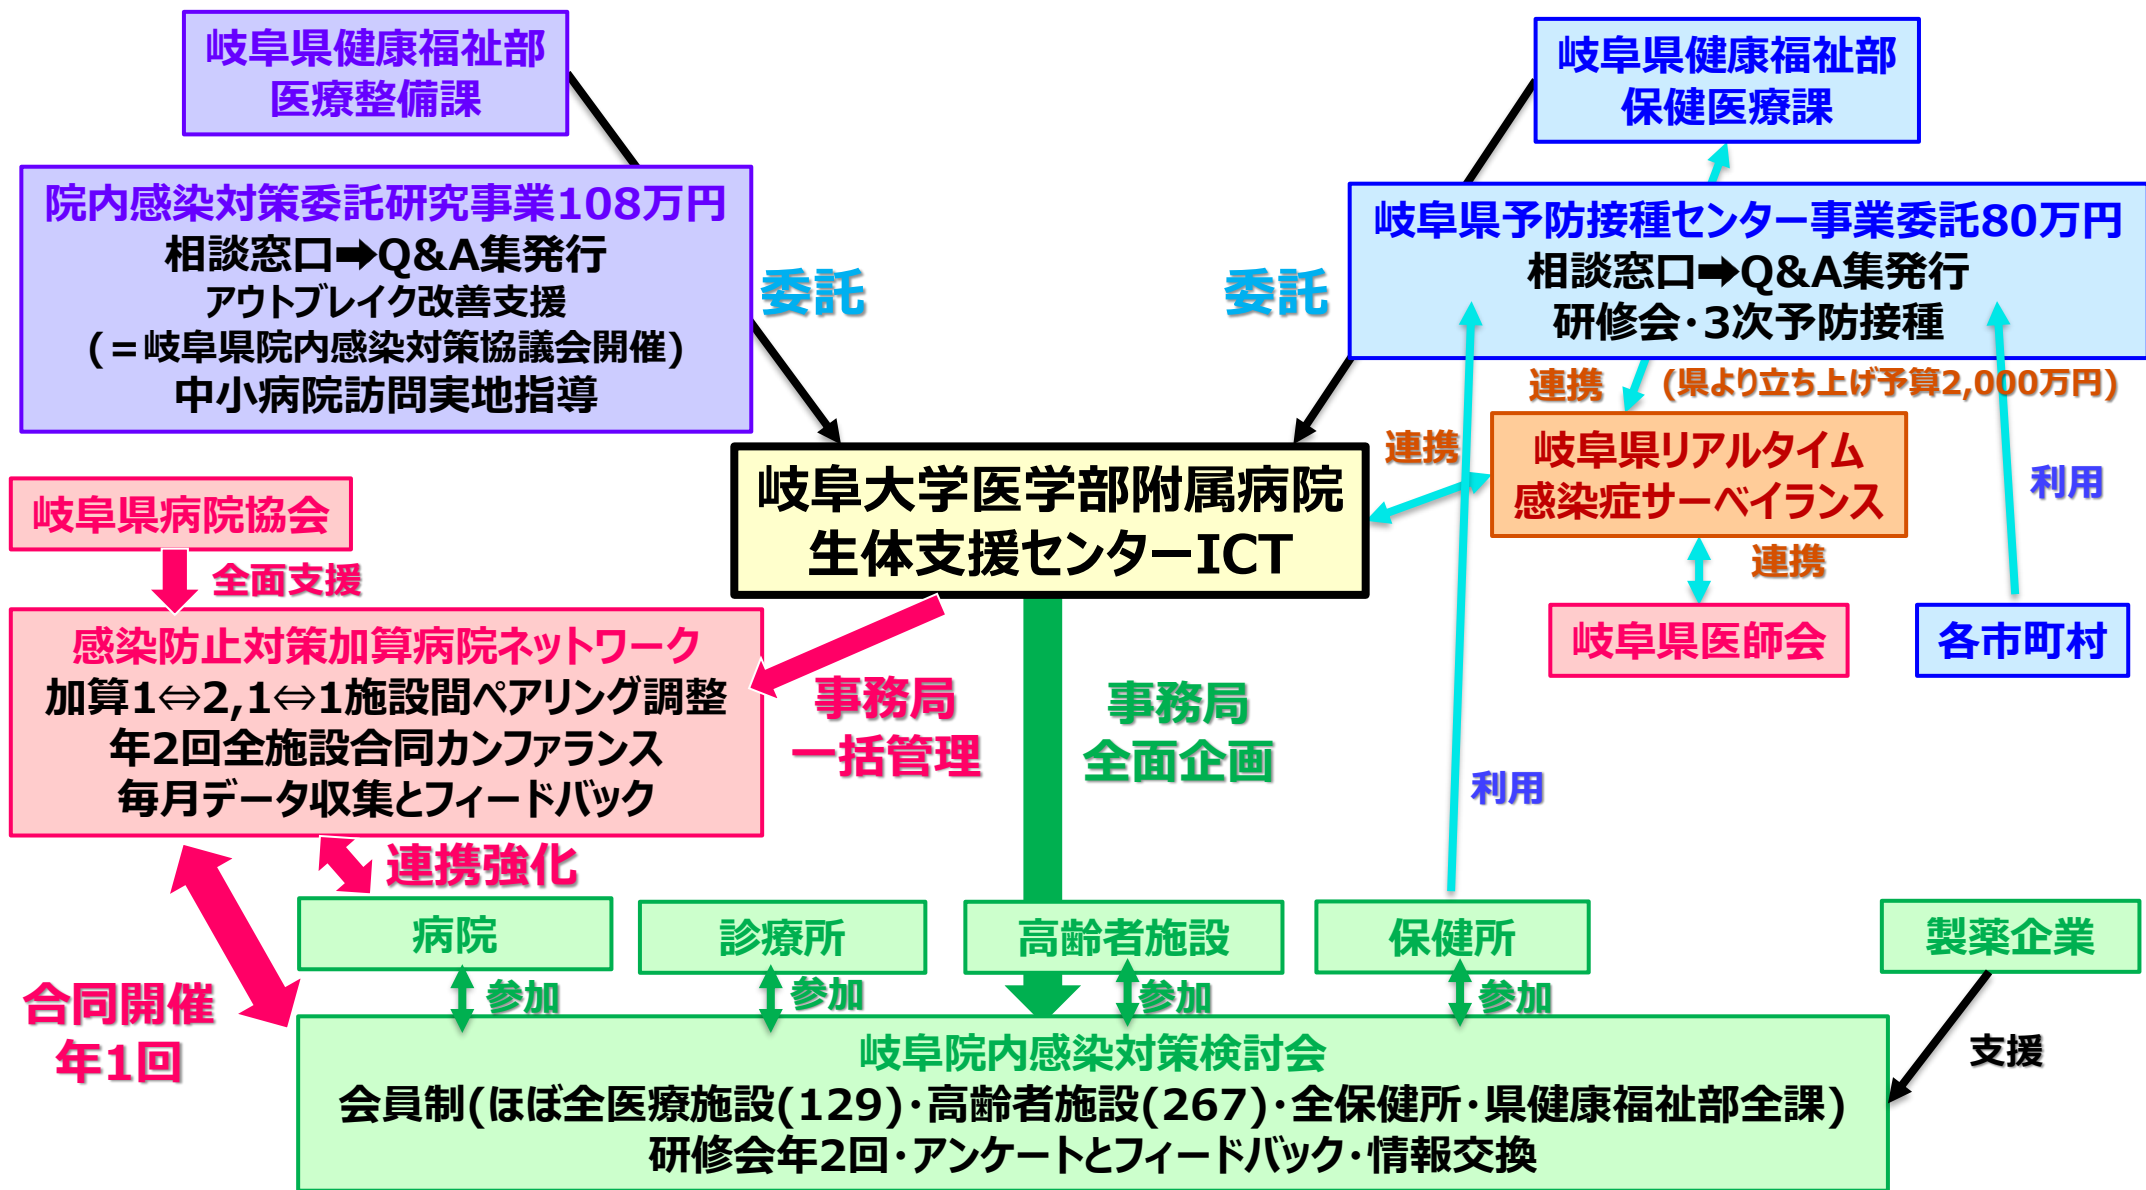 岐阜県健康福祉部
医療整備課
岐阜県健康福祉部
保健医療課
院内感染対策委託研究事業108万円
相談窓口➡Q&A集発行
アウトブレイク改善支援
(=岐阜県院内感染対策協議会開催)
中小病院訪問実地指導
委託
委託
岐阜県予防接種センター事業委託80万円
相談窓口➡Q&A集発行
研修会・3次予防接種
連携
(県より立ち上げ予算2,000万円)
岐阜大学医学部附属病院
生体支援センターICT
連携
岐阜県リアルタイム
感染症サーベイランス
利用
連携
岐阜県医師会
各市町村
岐阜県病院協会
全面支援
感染防止対策加算病院ネットワーク
加算1⇔2,1⇔1施設間ペアリング調整
年2回全施設合同カンファランス
毎月データ収集とフィードバック
事務局
一括管理
事務局
全面企画
利用
連携強化
合同開催
年1回
病院
診療所
高齢者施設
保健所
製薬企業
参加
参加
参加
参加
支援
岐阜院内感染対策検討会
会員制(ほぼ全医療施設(129)・高齢者施設(267)・全保健所・県健康福祉部全課)
研修会年2回・アンケートとフィードバック・情報交換